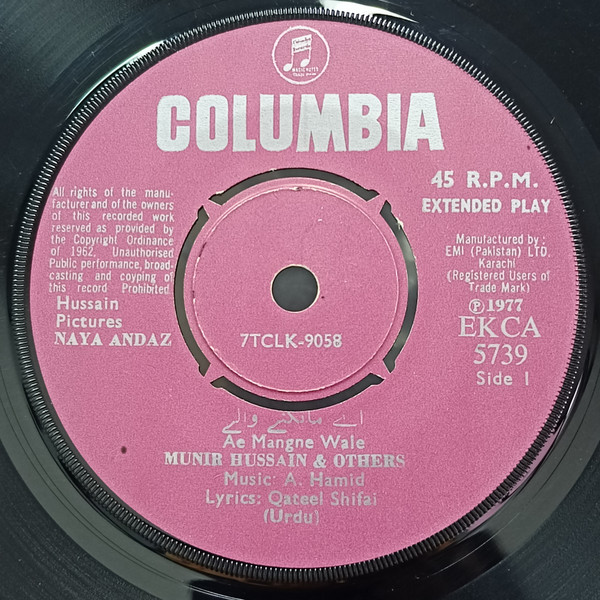 COLUMBIA
45 R.P.M.
EXTENDED PLAY
All rights of the manu-
facturer and of the owners
of this recorded work
reserved as provided by
the Copyright Ordinance
of 1962, Unauthorised
Public performance, broad-
casting and coyping of
this record Prohibited
Hussain
Pictures
NAYA ANDAZ
Manufactured by:
EMI (Pakistan) LTD.
Karachi
(Registered Users of
Trade Mark)
℗ 1977
EKCA
5739
Side 1
7TCLK-9058
اے مانگنے والے
Ae Mangne Wale
MUNIR HUSSAIN & OTHERS
Music: A. Hamid
Lyrics: Qateel Shifai
(Urdu)